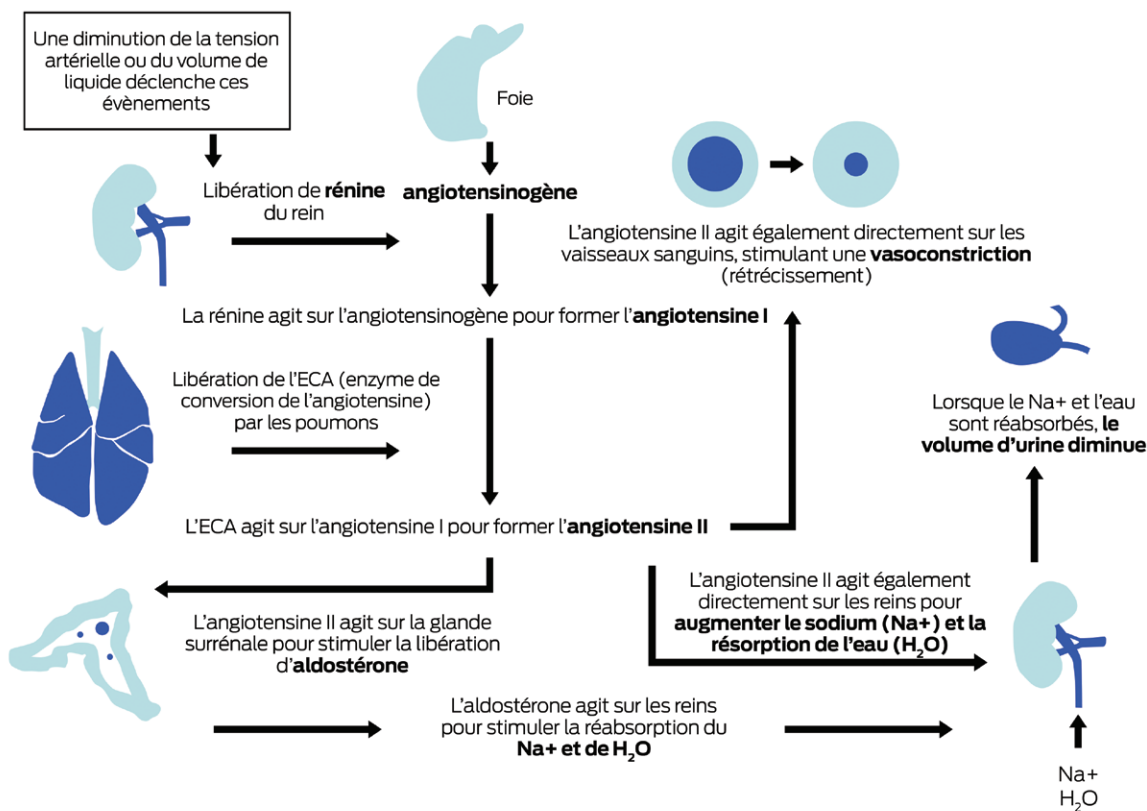 Une diminution de la tension
artérielle ou du volume de
liquide déclenche ces
évènements
Foie
Libération de rénine
du rein
angiotensinogène
L'angiotensine II agit également directement sur les
vaisseaux sanguins, stimulant une vasoconstriction
(rétrécissement)
La rénine agit sur l'angiotensinogène pour former l'angiotensine I
Libération de l'ECA (enzyme de
conversion de l'angiotensine)
par les poumons
Lorsque le Na+ et l'eau
sont réabsorbés, le
volume d'urine diminue
L'ECA agit sur l'angiotensine I pour former l'angiotensine II
L'angiotensine II agit également
directement sur les reins pour
augmenter le sodium (Na+) et la
résorption de l'eau (H₂O)
L'angiotensine II agit sur la glande
surrénale pour stimuler la libération
d'aldostérone
L'aldostérone agit sur les reins
pour stimuler la réabsorption du
Na+ et de H₂O
Na+
H₂O